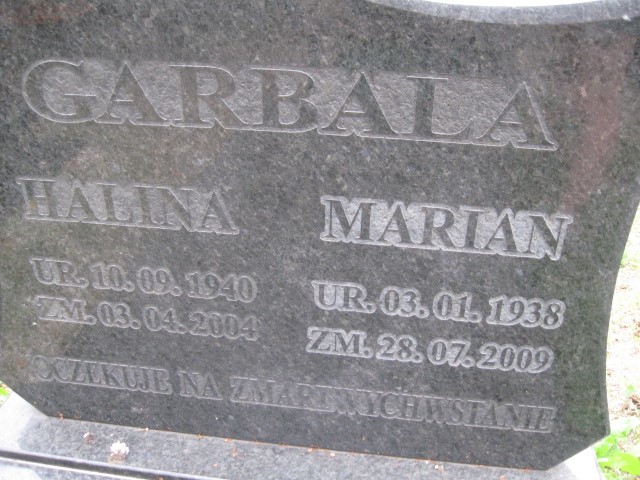 GARBALA
HALINA
UR. 10. 09. 1940
ZM. 03. 04. 2004
MARIAN
UR. 03. 01. 1938
ZM. 28. 07. 2009
OCZEKUJE NA ZMARTWYCHWSTANIE